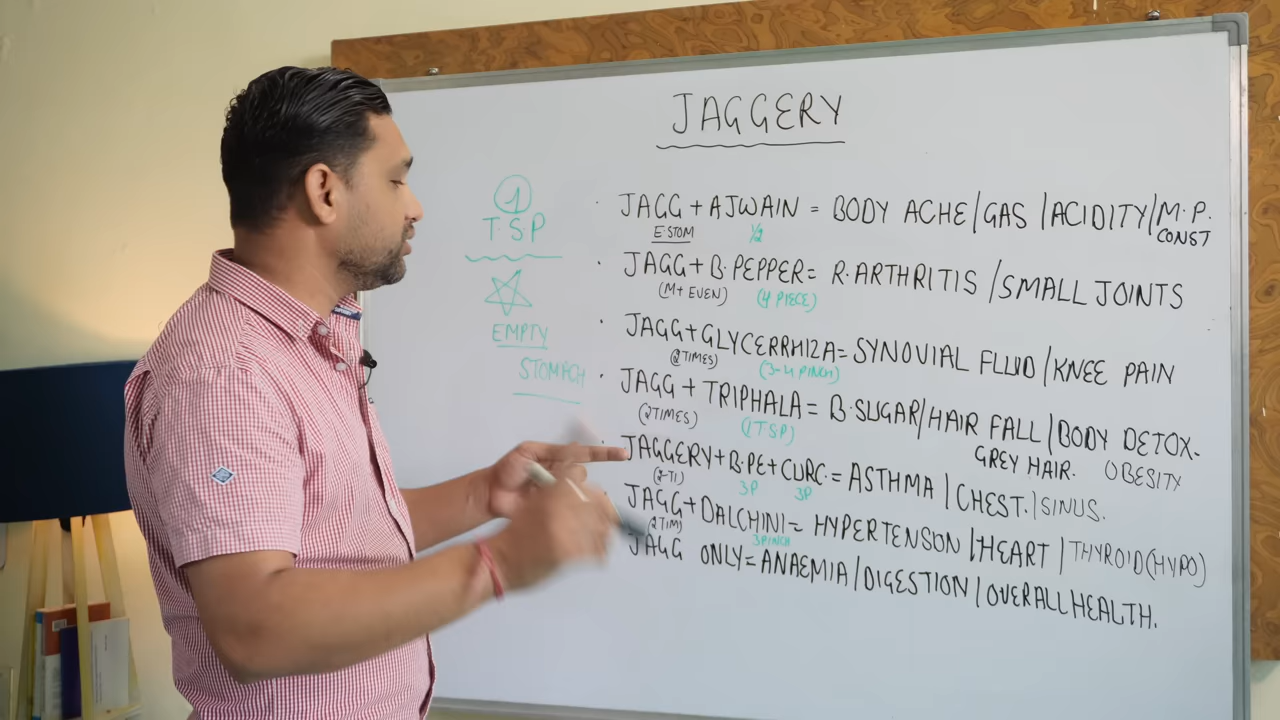 JAGGERY
1
T.S.P
EMPTY
STOMACH
JAGG + AJWAIN = BODY ACHE/GAS /ACIDITY/M.P.
E.STOM 1/2 CONST
JAGG + B.PEPPER = R.ARTHRITIS /SMALL JOINTS
(M+EVEN) (4 PIECE)
JAGG+GLYCERRHIZA = SYNOVIAL FLUID/KNEE PAIN
(2TIMES) (3-4 PINCH)
JAGG + TRIPHALA = B.SUGAR/HAIR FALL/BODY DETOX-
(2TIMES) (1TSP) GREY HAIR. OBESITY
JAGGERY+B.PE+CURC. = ASTHMA /CHEST./SINUS.
(2-TI) 3P 3P
JAGG+DALCHINI = HYPERTENSON/HEART /THYROID(HYPO)
(2TIM) 3PINCH
JAGG ONLY = ANAEMIA/DIGESTION/OVERALL HEALTH.